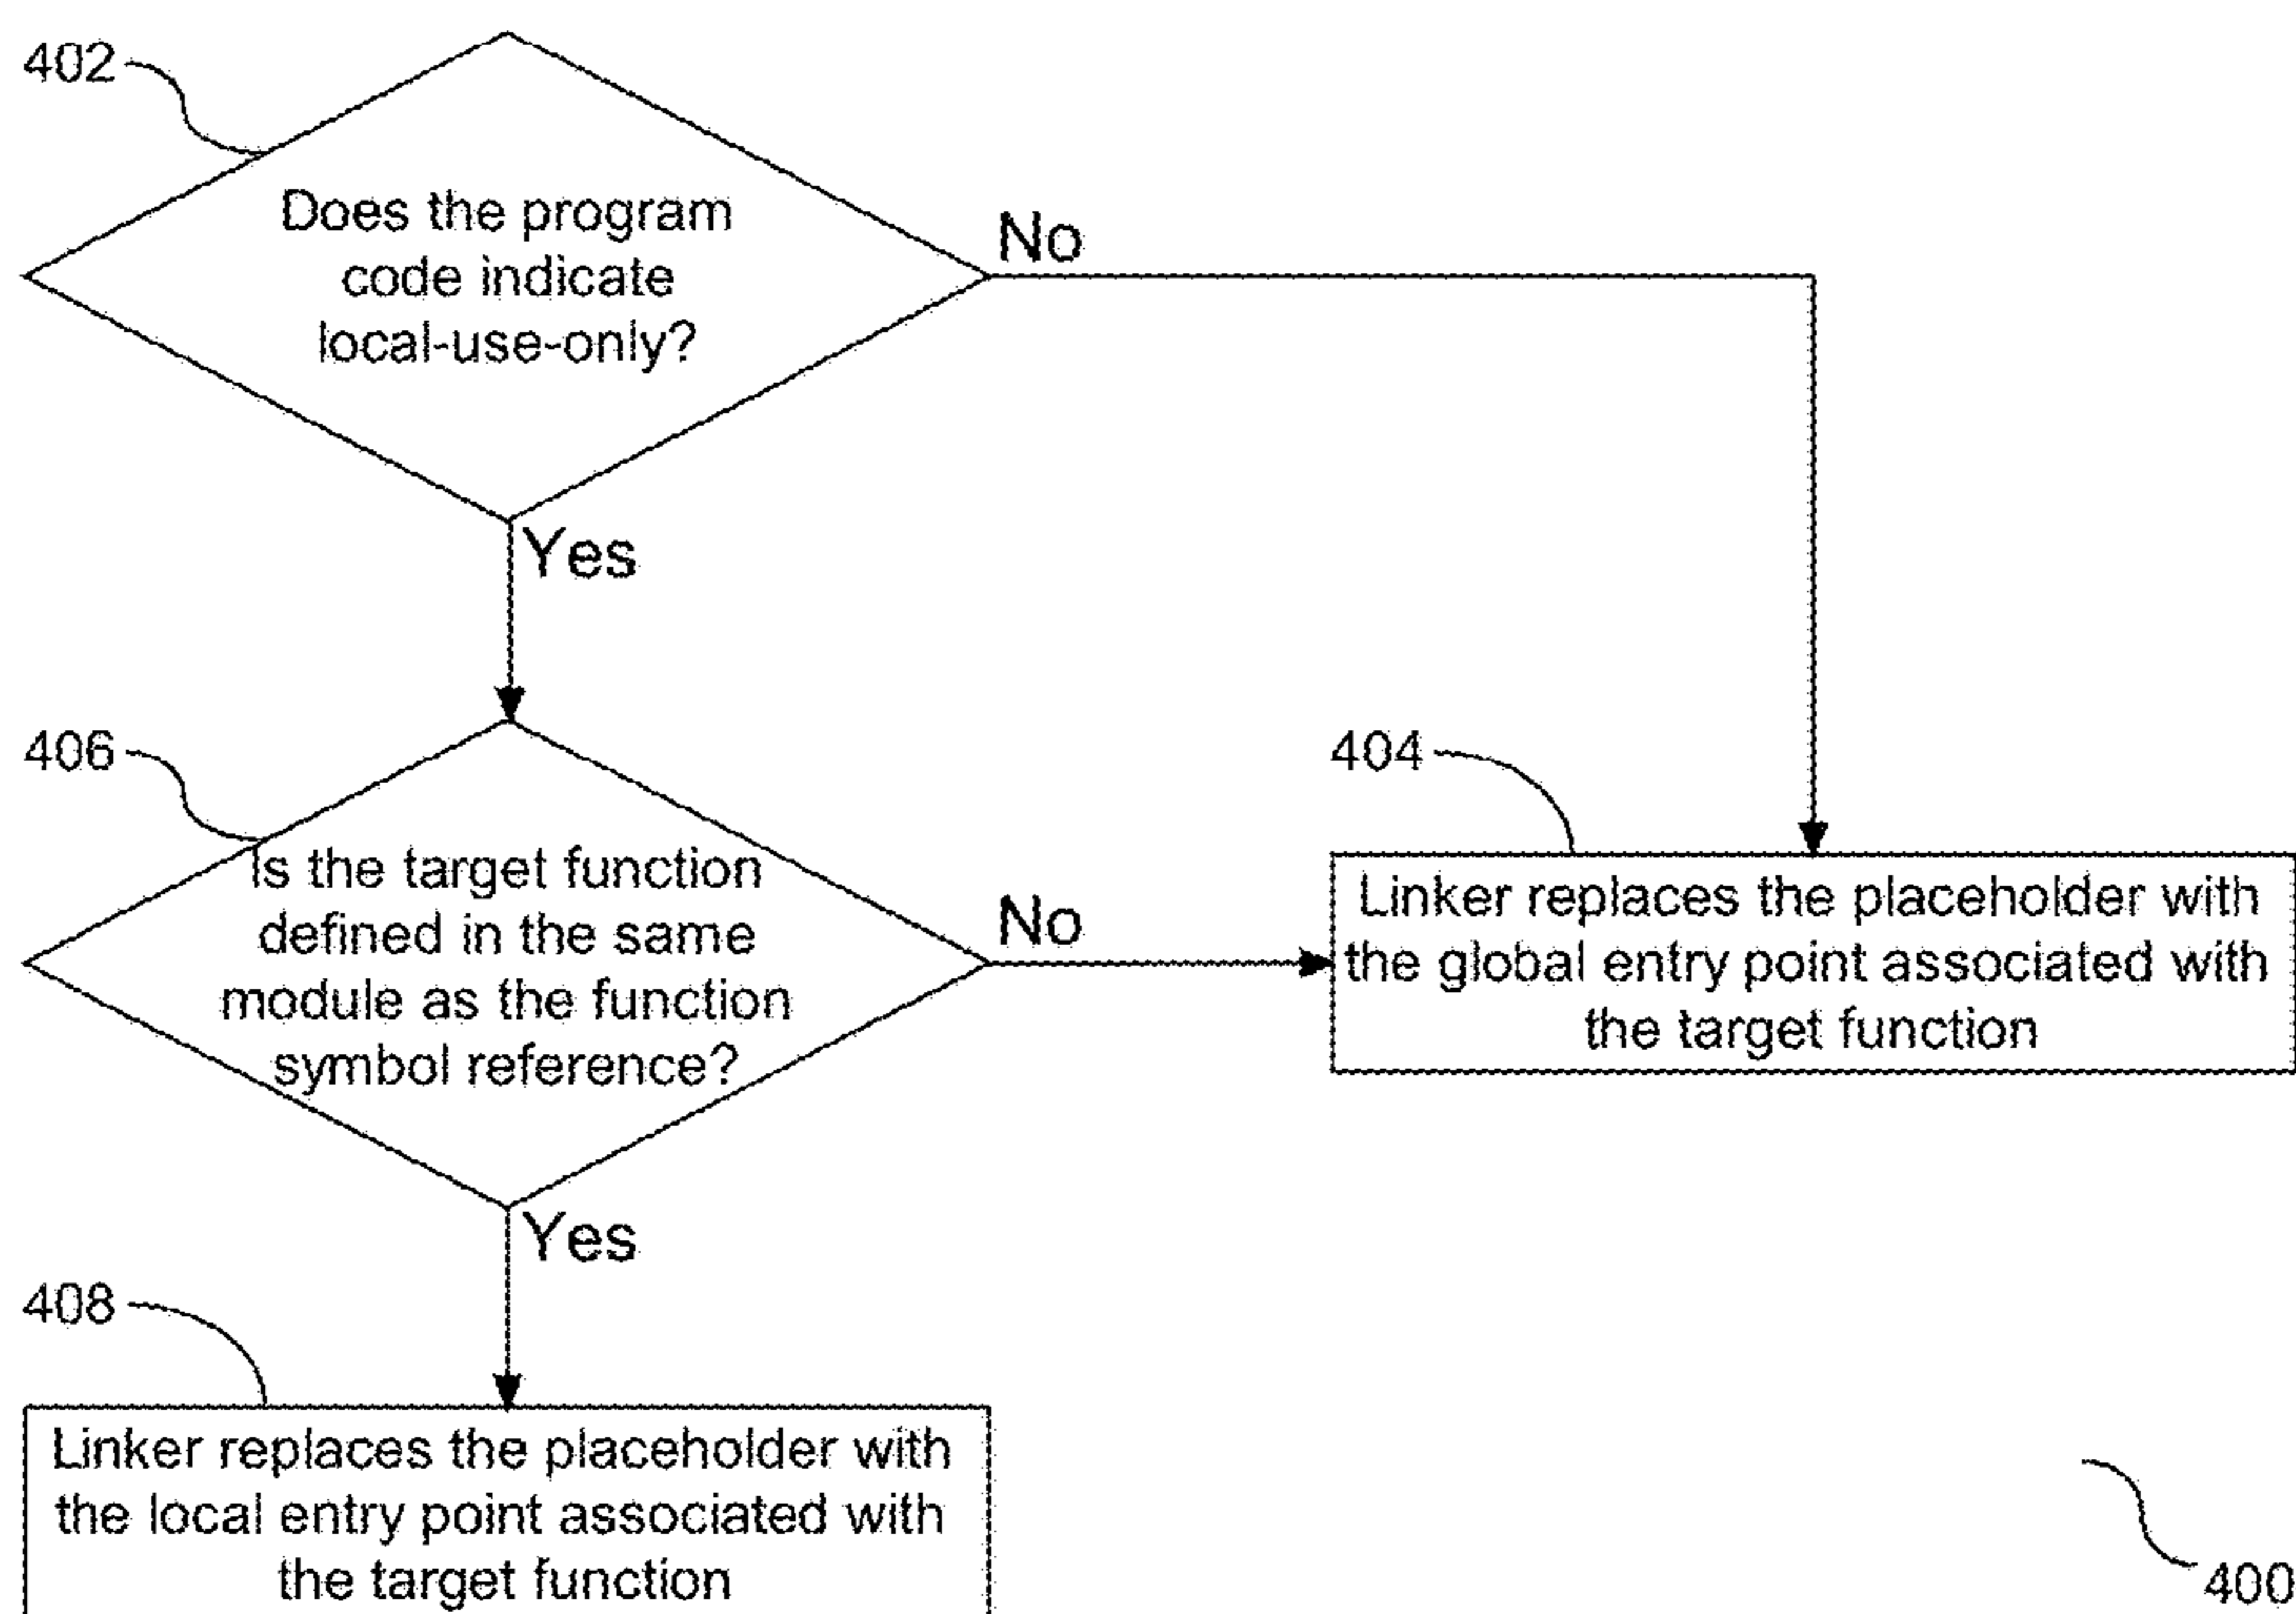 402
Does the program
code indicate
local-use-only?
No
Yes
406
Is the target function
defined in the same
module as the function
symbol reference?
No
404
Linker replaces the placeholder with
the global entry point associated with
the target function
Yes
408
Linker replaces the placeholder with
the local entry point associated with
the target function
400